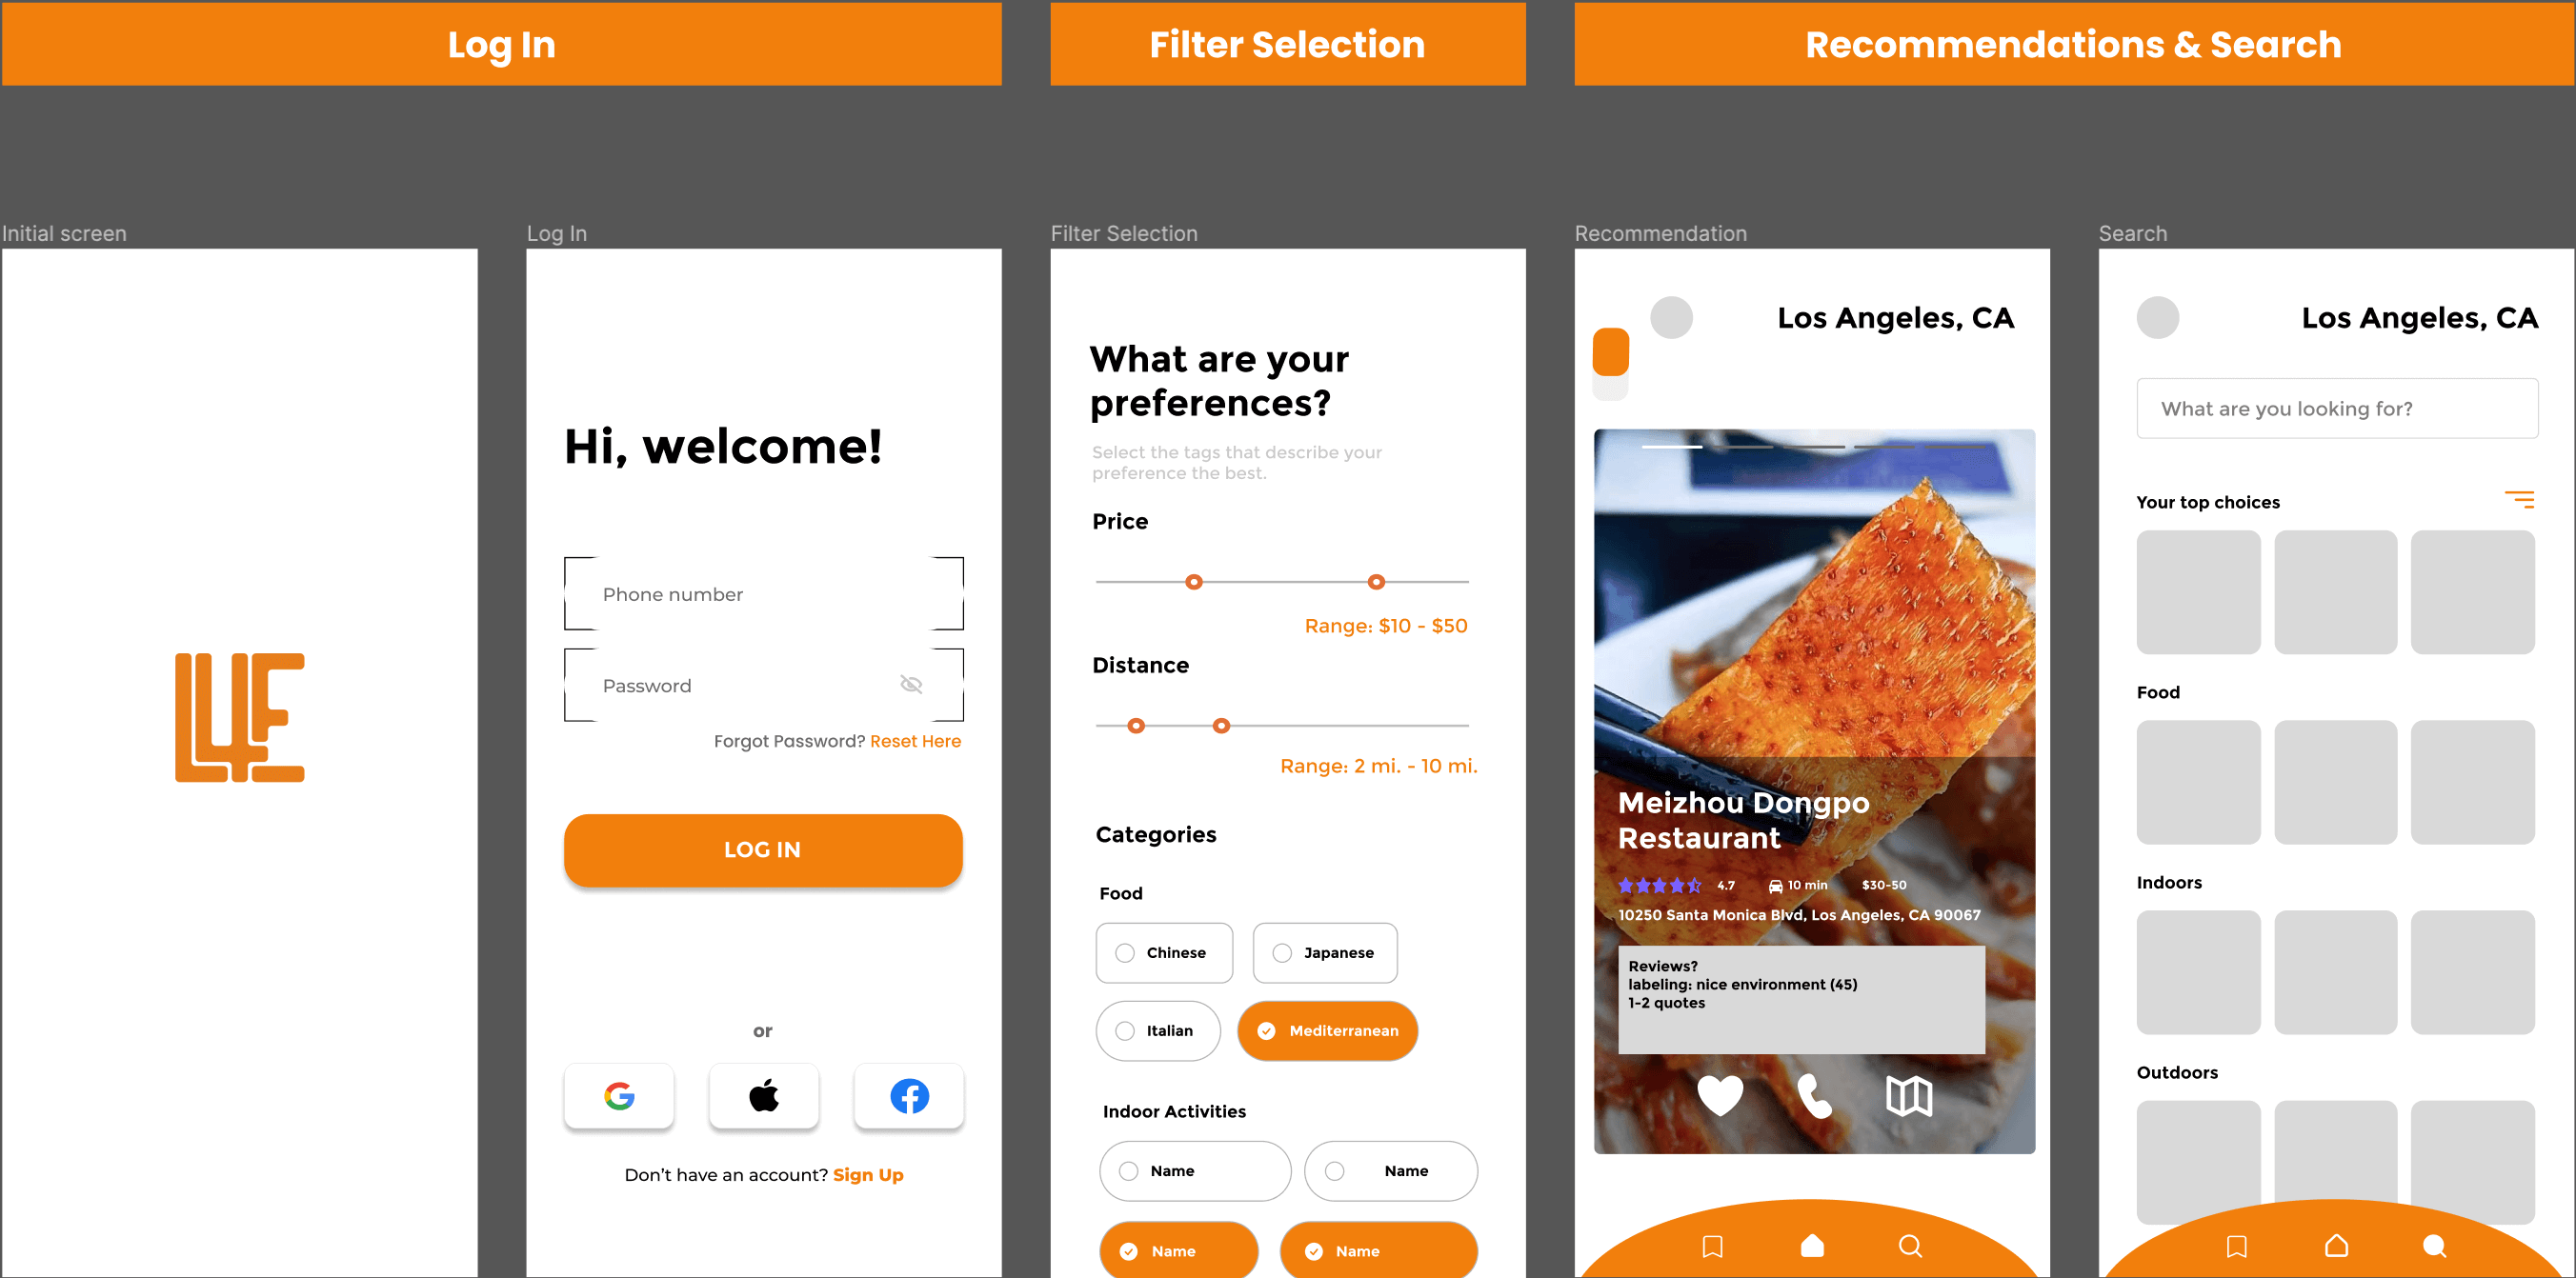 Log In
Filter Selection
Recommendations & Search
Initial screen
Log In
Hi, welcome!
Phone number
Password
Forgot Password? Reset Here
LOG IN
or
Don't have an account? Sign Up
Filter Selection
What are your
preferences?
Select the tags that describe your
preference the best.
Price
Range: $10 - $50
Distance
Range: 2 mi. - 10 mi.
Categories
Food
Chinese
Japanese
Italian
Mediterranean
Indoor Activities
Name
Name
Name
Name
Recommendation
Los Angeles, CA
Meizhou Dongpo
Restaurant
4.7
10 min
$30-50
10250 Santa Monica Blvd, Los Angeles, CA 90067
Reviews?
labeling: nice environment (45)
1-2 quotes
Search
Los Angeles, CA
What are you looking for?
Your top choices
Food
Indoors
Outdoors